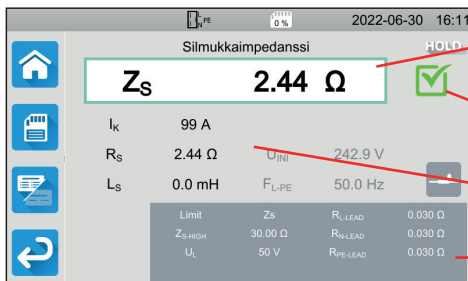 L N PE 0 % 2022-06-30 16:11
Silmukkaimpedanssi HOLD
Zs 2.44 Ω
IK 99 A
RS 2.44 Ω UINI 242.9 V
LS 0.0 mH FL-PE 50.0 Hz
Limit Zs RL-LEAD 0.030 Ω
ZS-HIGH 30.00 Ω RN-LEAD 0.030 Ω
UL 50 V RPE-LEAD 0.030 Ω